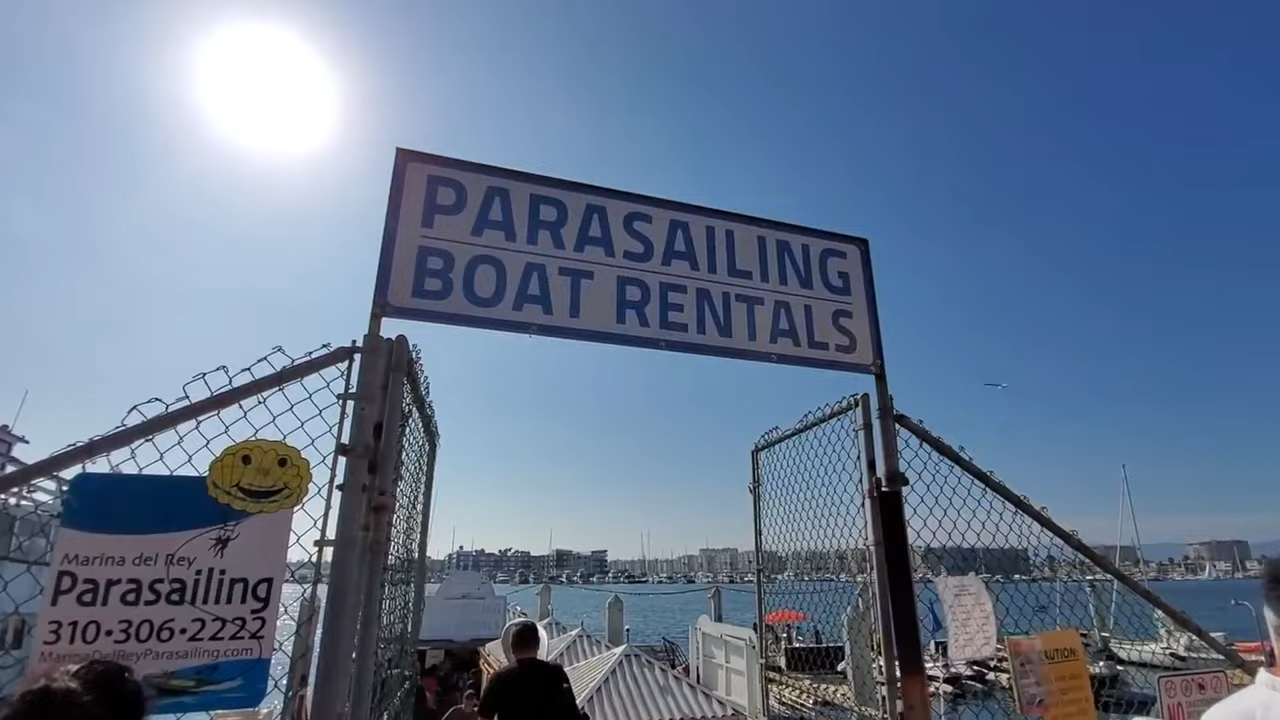 PARASAILING
BOAT RENTALS
Marina del Rey
Parasailing
310·306·2222
MarinaDelReyParasailing.com
CAUTION:
NO